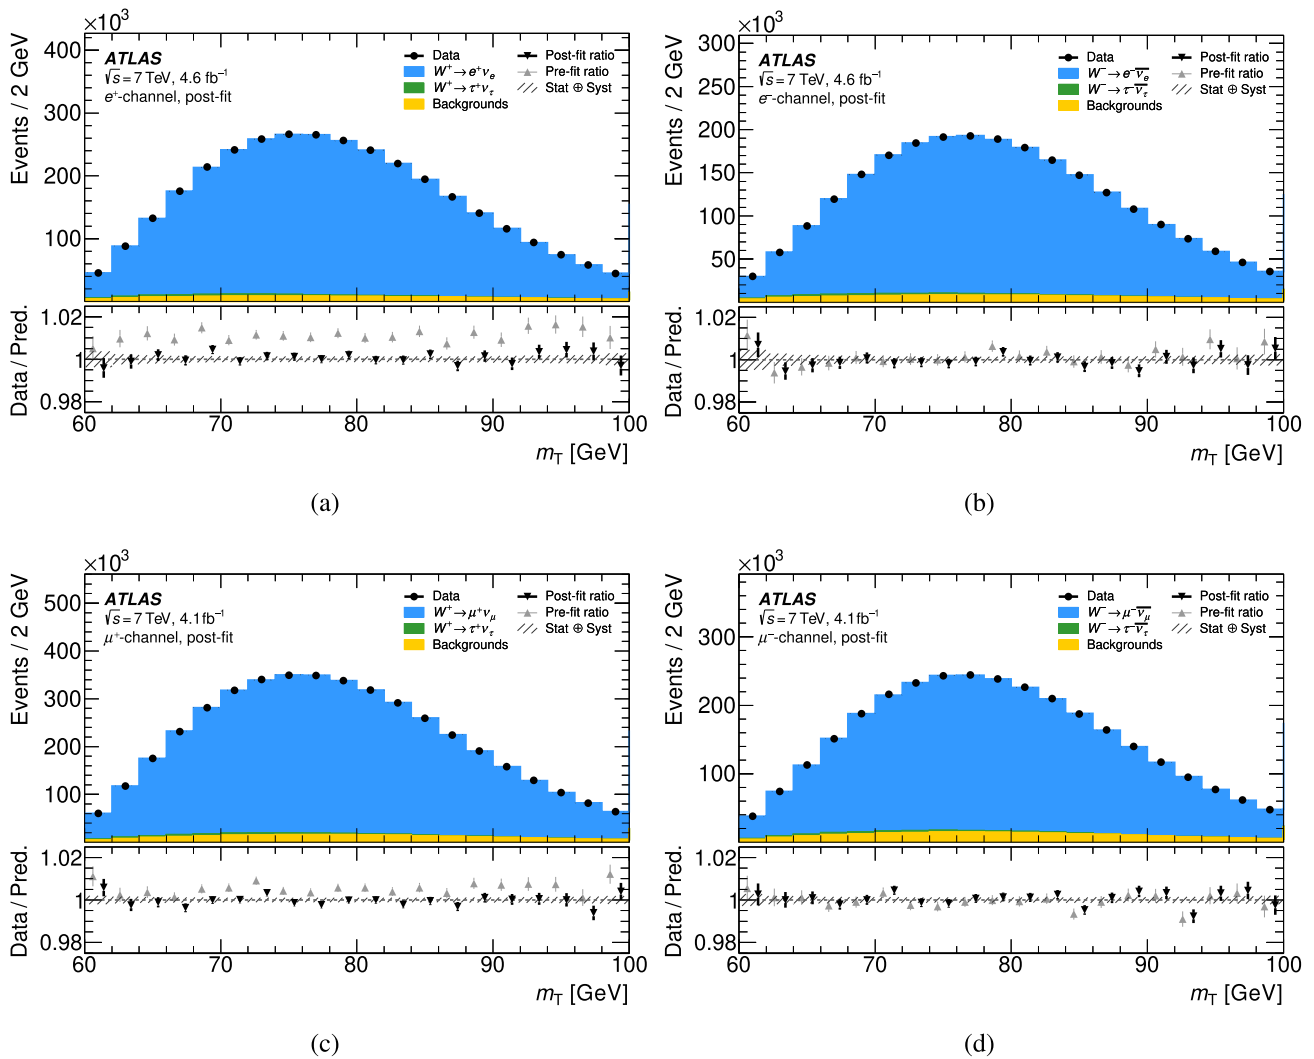 ×10³
Events / 2 GeV
400
300
200
100
ATLAS
√s = 7 TeV, 4.6 fb⁻¹
e⁺-channel, post-fit
Data
W⁺→e⁺νₑ
W⁺→τ⁺ν_τ
Backgrounds
Post-fit ratio
Pre-fit ratio
Stat ⊕ Syst
Data / Pred.
1.02
1
0.98
60 70 80 90 100
m_T [GeV]
(a)
×10³
Events / 2 GeV
300
250
200
150
100
50
ATLAS
√s = 7 TeV, 4.6 fb⁻¹
e⁻-channel, post-fit
Data
W⁻→e⁻ν̅ₑ
W⁻→τ⁻ν̅_τ
Backgrounds
Post-fit ratio
Pre-fit ratio
Stat ⊕ Syst
Data / Pred.
1.02
1
0.98
60 70 80 90 100
m_T [GeV]
(b)
×10³
Events / 2 GeV
500
400
300
200
100
ATLAS
√s = 7 TeV, 4.1 fb⁻¹
μ⁺-channel, post-fit
Data
W⁺→μ⁺ν_μ
W⁺→τ⁺ν_τ
Backgrounds
Post-fit ratio
Pre-fit ratio
Stat ⊕ Syst
Data / Pred.
1.02
1
0.98
60 70 80 90 100
m_T [GeV]
(c)
×10³
Events / 2 GeV
300
200
100
ATLAS
√s = 7 TeV, 4.1 fb⁻¹
μ⁻-channel, post-fit
Data
W⁻→μ⁻ν̅_μ
W⁻→τ⁻ν̅_τ
Backgrounds
Post-fit ratio
Pre-fit ratio
Stat ⊕ Syst
Data / Pred.
1.02
1
0.98
60 70 80 90 100
m_T [GeV]
(d)